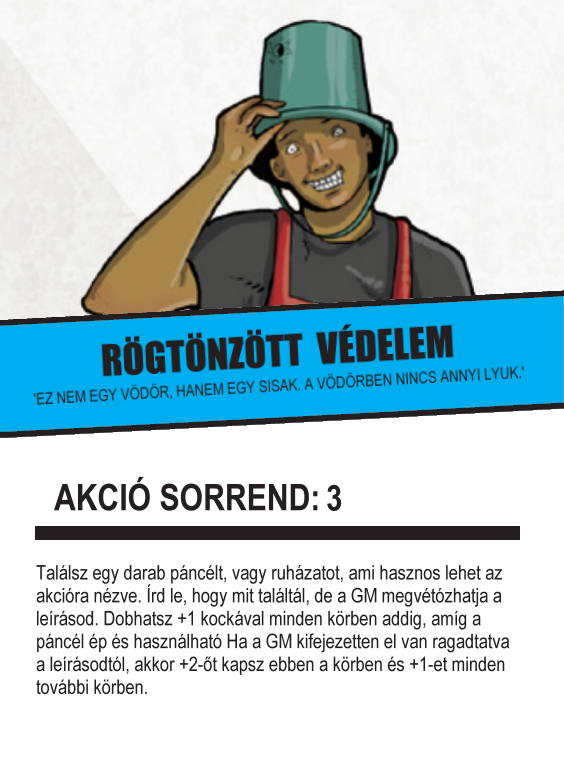 RÖGTÖNZÖTT VÉDELEM
'EZ NEM EGY VÖDÖR, HANEM EGY SISAK. A VÖDÖRBEN NINCS ANNYI LYUK.'
AKCIÓ SORREND: 3
Találsz egy darab páncélt, vagy ruházatot, ami hasznos lehet az
akcióra nézve. Írd le, hogy mit találtál, de a GM megvétózhatja a
leírásod. Dobhatsz +1 kockával minden körben addig, amíg a
páncél ép és használható Ha a GM kifejezetten el van ragadtatva
a leírásodtól, akkor +2-őt kapsz ebben a körben és +1-et minden
további körben.